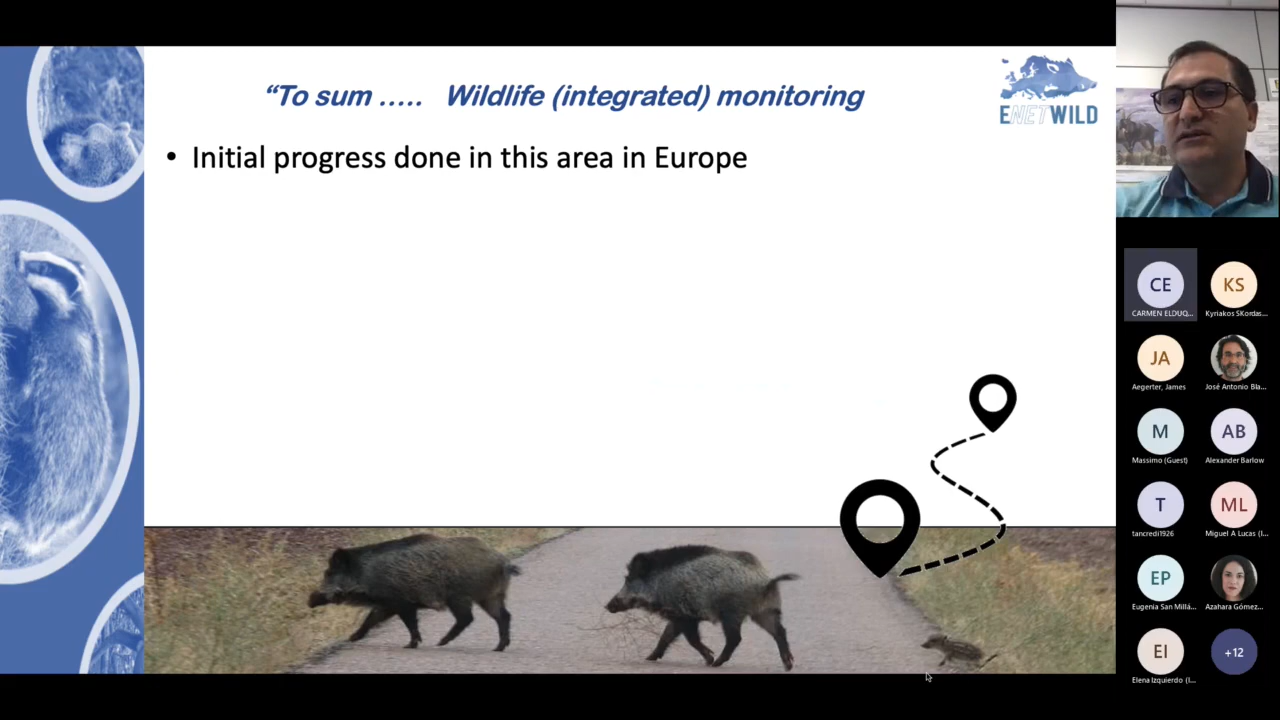 “To sum ..... Wildlife (integrated) monitoring
ENETWILD
• Initial progress done in this area in Europe
CE
KS
CARMEN ELDUQ...
Kyriakos SKordas...
JA
Aegerter, James
José Antonio Bla...
M
AB
Massimo (Guest)
Alexander Barlow
T
ML
tancredi1926
Miguel A Lucas (I...
EP
Eugenia San Millá...
Azahara Gómez...
EI
+12
Elena Izquierdo (I...